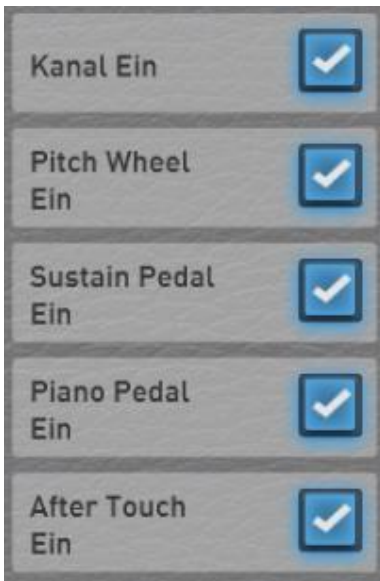 Kanal Ein
Pitch Wheel
Ein
Sustain Pedal
Ein
Piano Pedal
Ein
After Touch
Ein